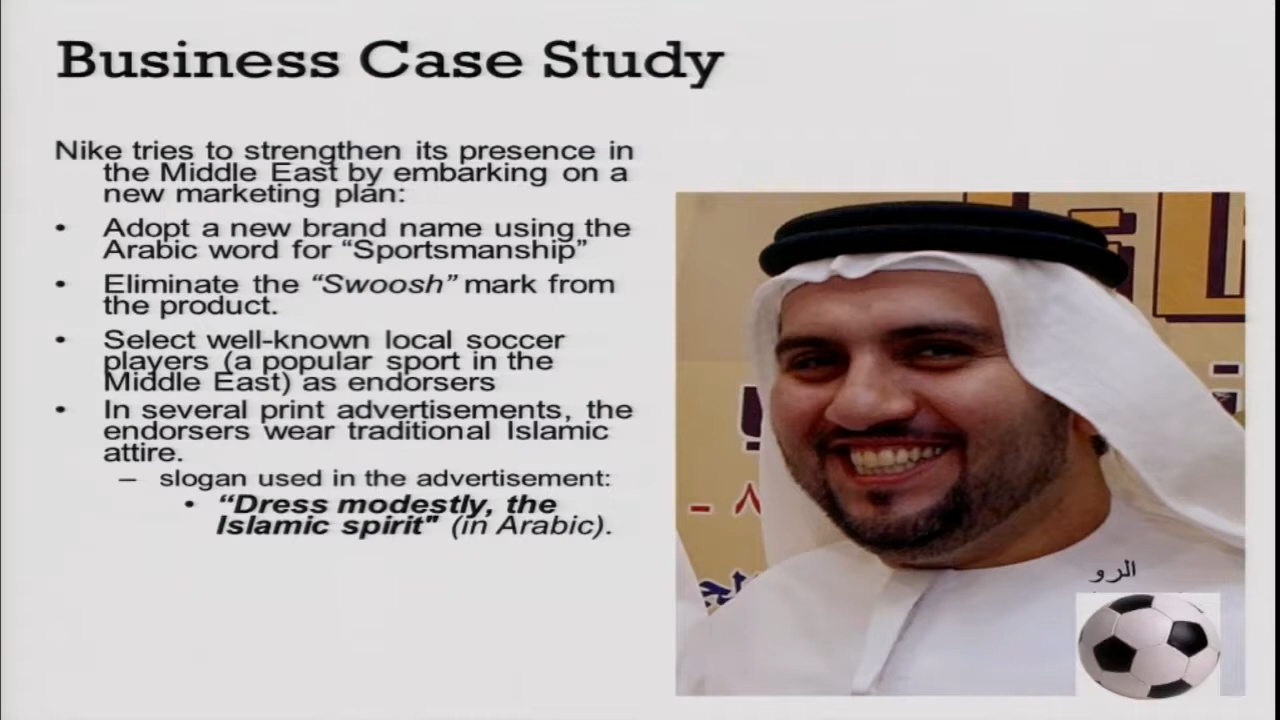 Business Case Study
Nike tries to strengthen its presence in
the Middle East by embarking on a
new marketing plan:
• Adopt a new brand name using the
Arabic word for “Sportsmanship”
• Eliminate the “Swoosh” mark from
the product.
• Select well-known local soccer
players (a popular sport in the
Middle East) as endorsers
• In several print advertisements, the
endorsers wear traditional Islamic
attire.
– slogan used in the advertisement:
• “Dress modestly, the
Islamic spirit" (in Arabic).
- ٨
الرو